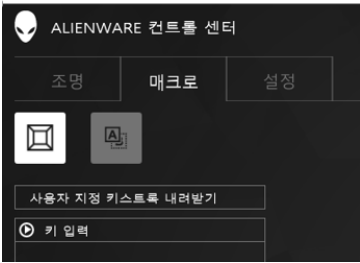 ALIENWARE 컨트롤 센터
조명 매크로 설정
A
사용자 지정 키스트록 내려받기
키 입력